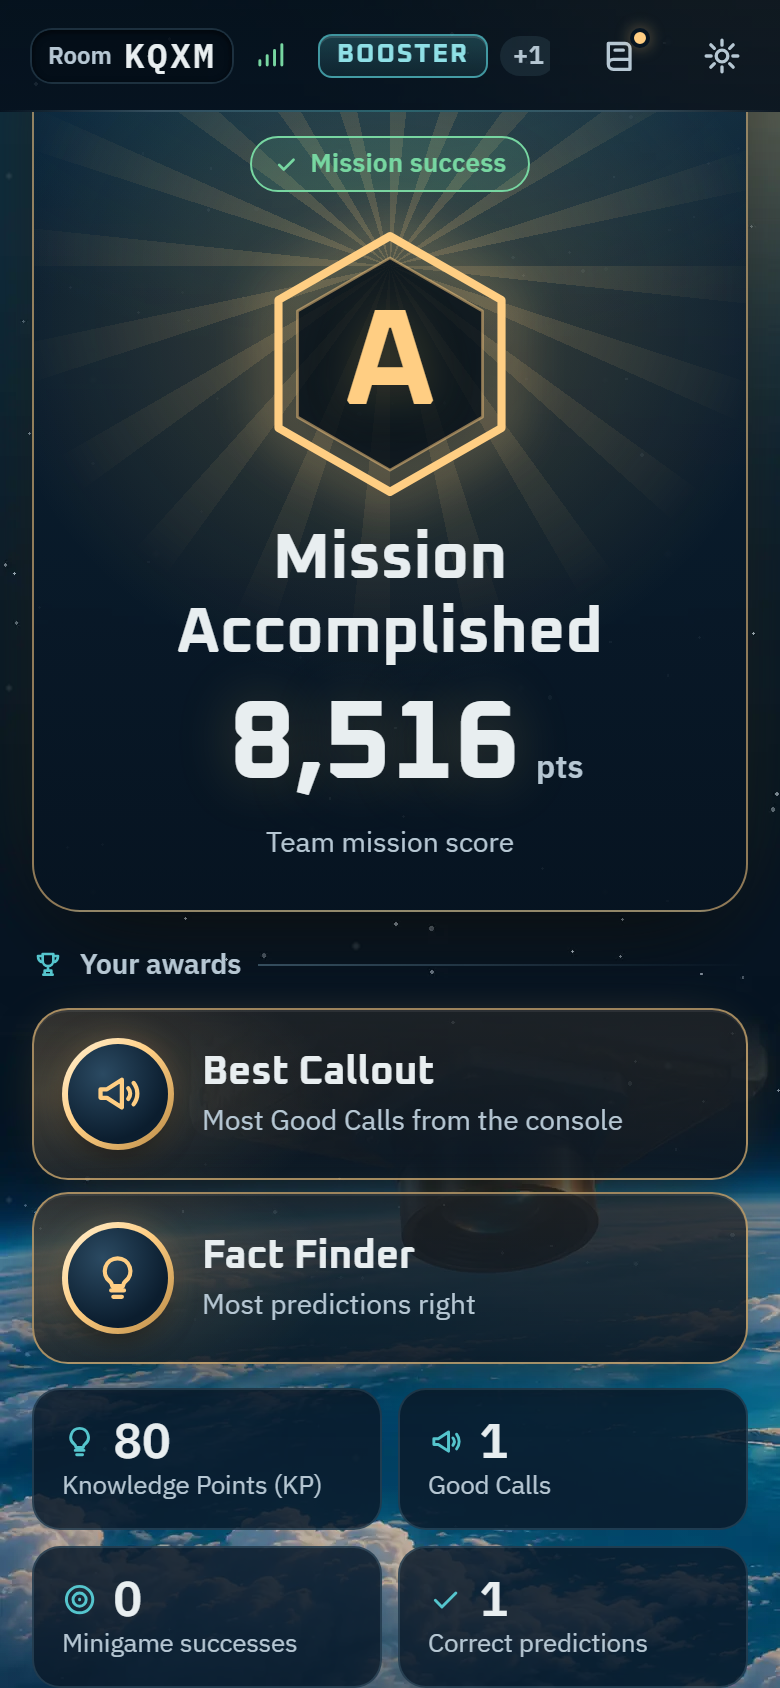 Room KQXM BOOSTER +1
Mission success
A
Mission
Accomplished
8,516 pts
Team mission score
Your awards
Best Callout
Most Good Calls from the console
Fact Finder
Most predictions right
80
Knowledge Points (KP)
1
Good Calls
0
Minigame successes
1
Correct predictions